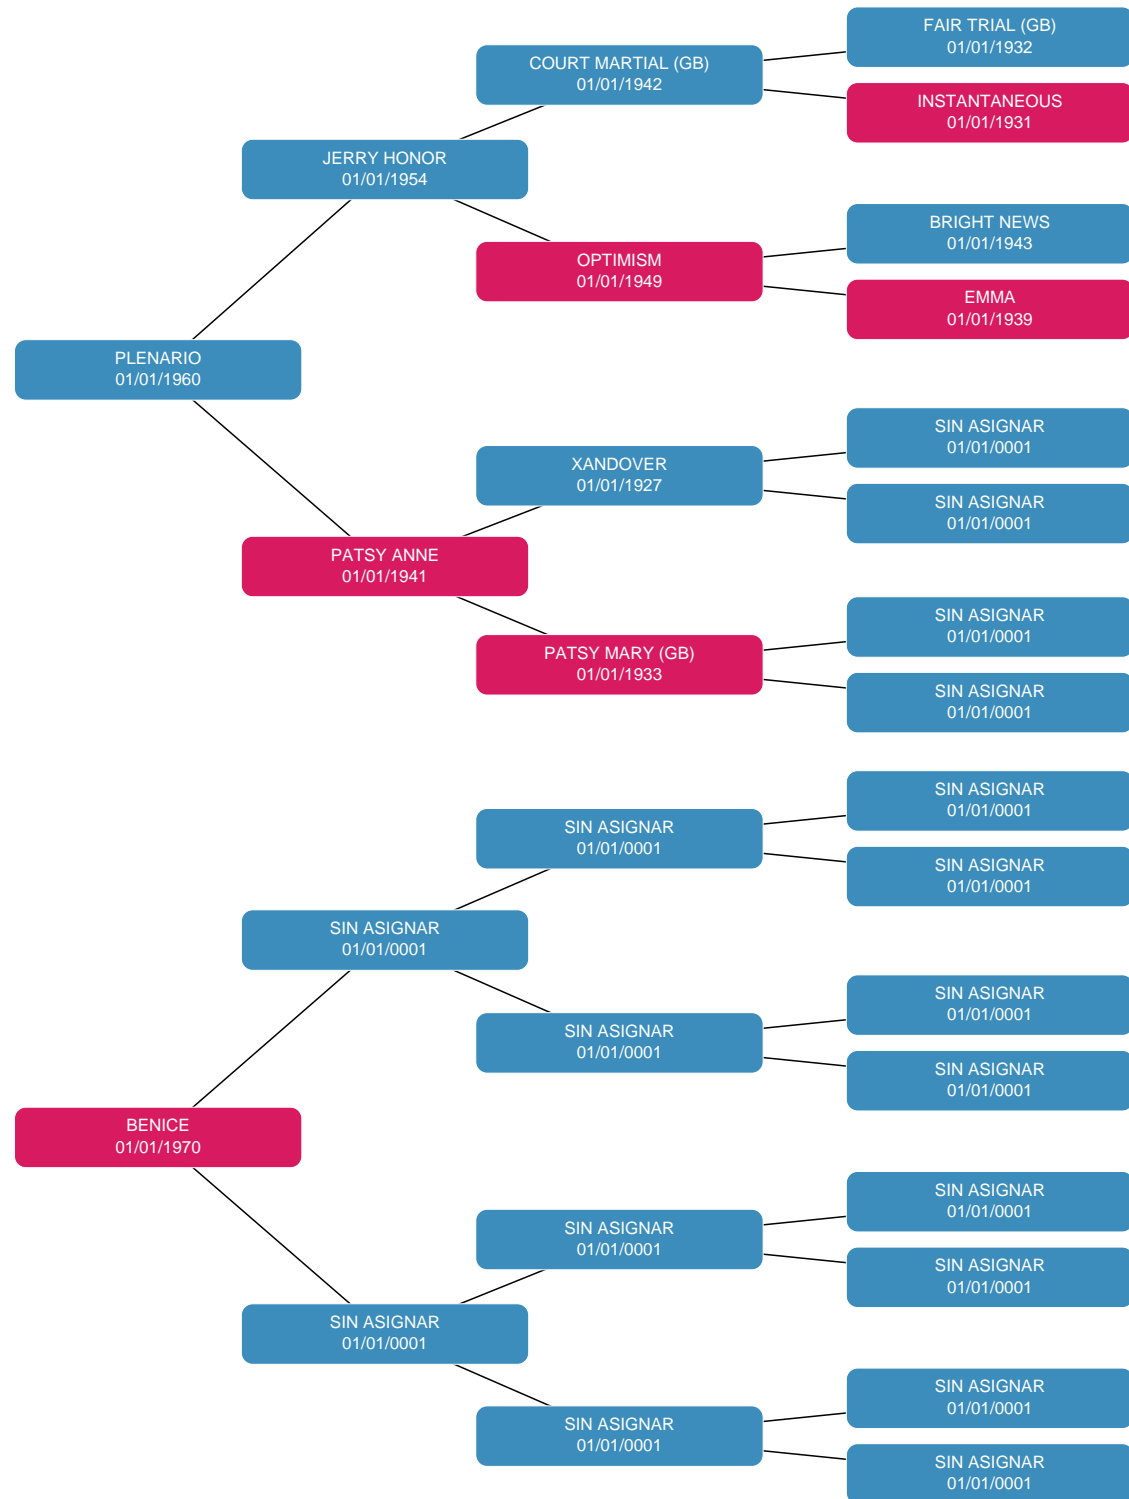 FAIR TRIAL (GB)
01/01/1932
COURT MARTIAL (GB)
01/01/1942
INSTANTANEOUS
01/01/1931
JERRY HONOR
01/01/1954
BRIGHT NEWS
01/01/1943
OPTIMISM
01/01/1949
EMMA
01/01/1939
PLENARIO
01/01/1960
SIN ASIGNAR
01/01/0001
XANDOVER
01/01/1927
SIN ASIGNAR
01/01/0001
PATSY ANNE
01/01/1941
SIN ASIGNAR
01/01/0001
PATSY MARY (GB)
01/01/1933
SIN ASIGNAR
01/01/0001
SIN ASIGNAR
01/01/0001
SIN ASIGNAR
01/01/0001
SIN ASIGNAR
01/01/0001
SIN ASIGNAR
01/01/0001
SIN ASIGNAR
01/01/0001
SIN ASIGNAR
01/01/0001
SIN ASIGNAR
01/01/0001
BENICE
01/01/1970
SIN ASIGNAR
01/01/0001
SIN ASIGNAR
01/01/0001
SIN ASIGNAR
01/01/0001
SIN ASIGNAR
01/01/0001
SIN ASIGNAR
01/01/0001
SIN ASIGNAR
01/01/0001
SIN ASIGNAR
01/01/0001